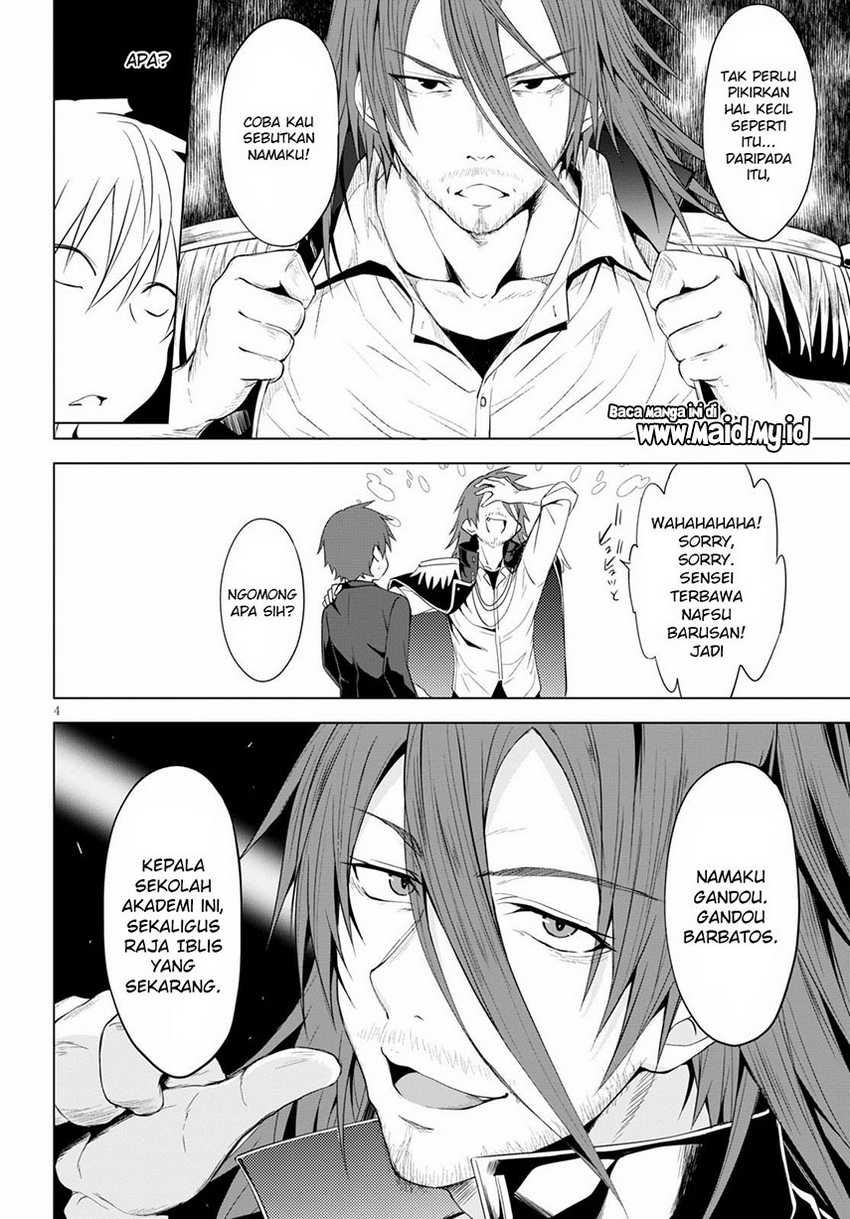 TAK PERLU
PIKIRKAN
HAL KECIL
SEPERTI
ITU...
DARIPADA
ITU,
COBA KAU
SEBUTKAN
NAMAKU!
APA?
Baca Manga ini di
www.Maid.My.id
WAHAHAHAHA!
SORRY,
SORRY.
SENSEI
TERBAWA
NAFSU
BARUSAN!
JADI
NGOMONG
APA SIH?
4
NAMAKU
GANDOU.
GANDOU
BARBATOS.
KEPALA
SEKOLAH
AKADEMI INI,
SEKALIGUS
RAJA IBLIS
YANG
SEKARANG.